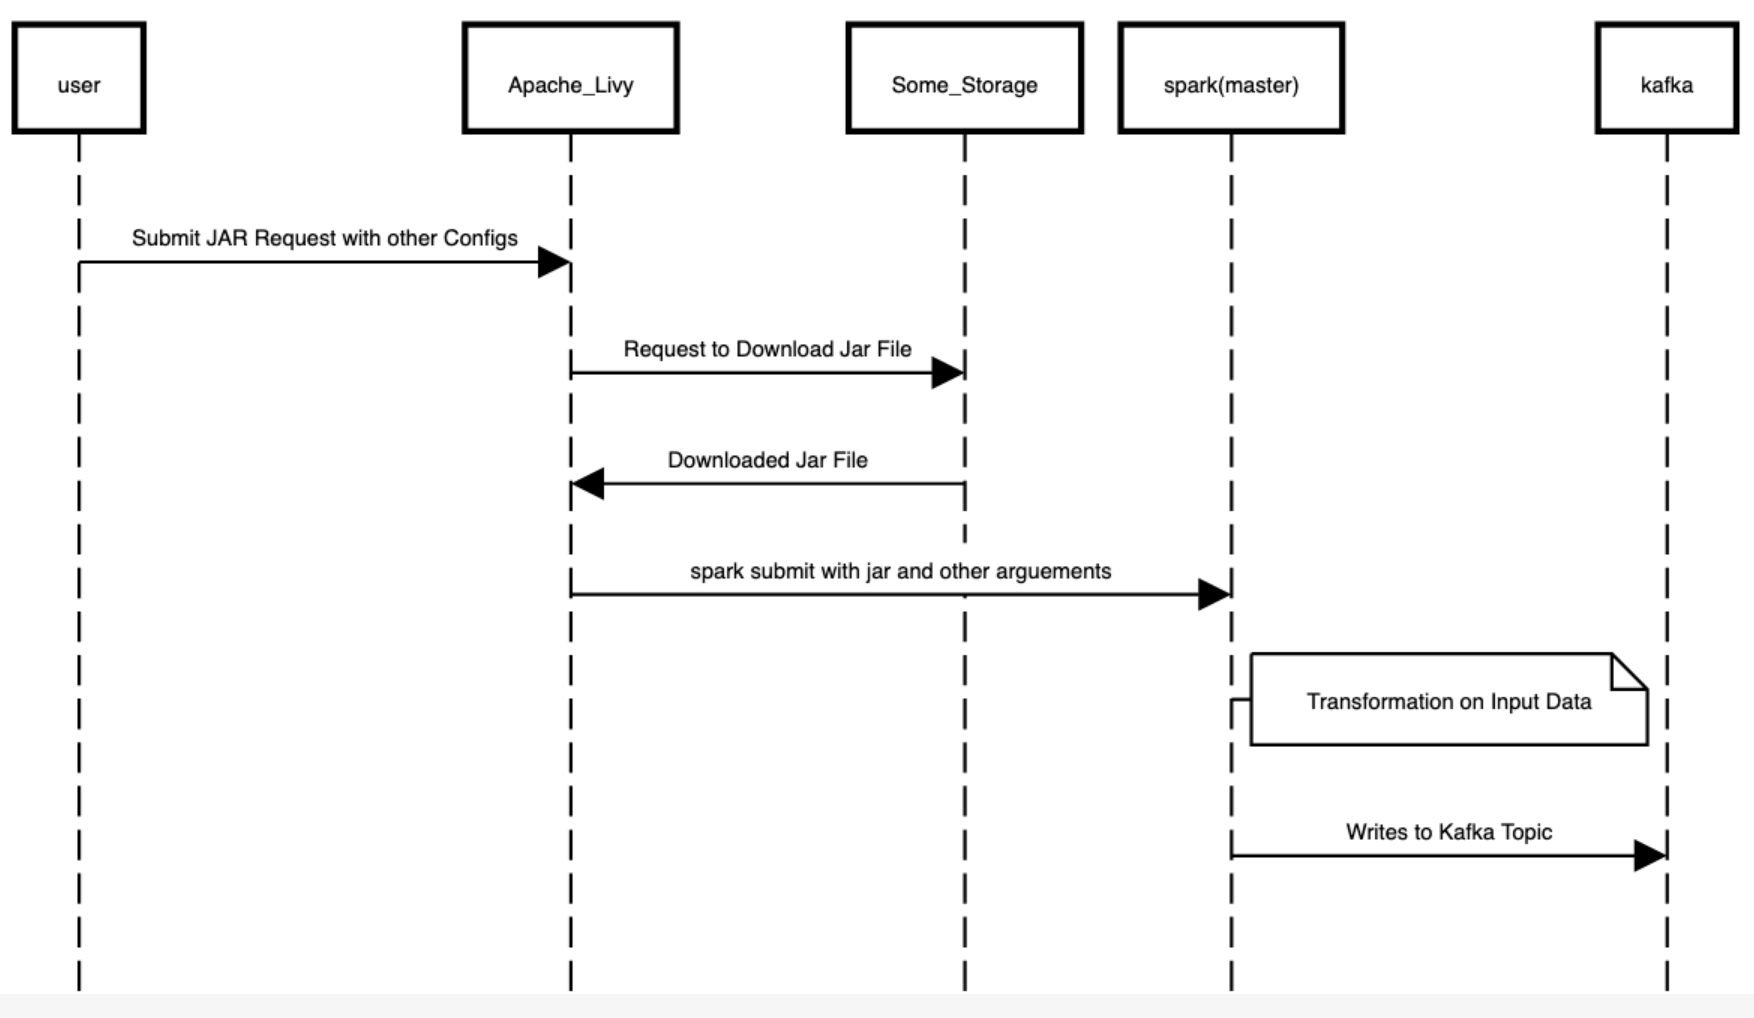 user
Apache_Livy
Some_Storage
spark(master)
kafka
Submit JAR Request with other Configs
Request to Download Jar File
Downloaded Jar File
spark submit with jar and other arguements
Transformation on Input Data
Writes to Kafka Topic